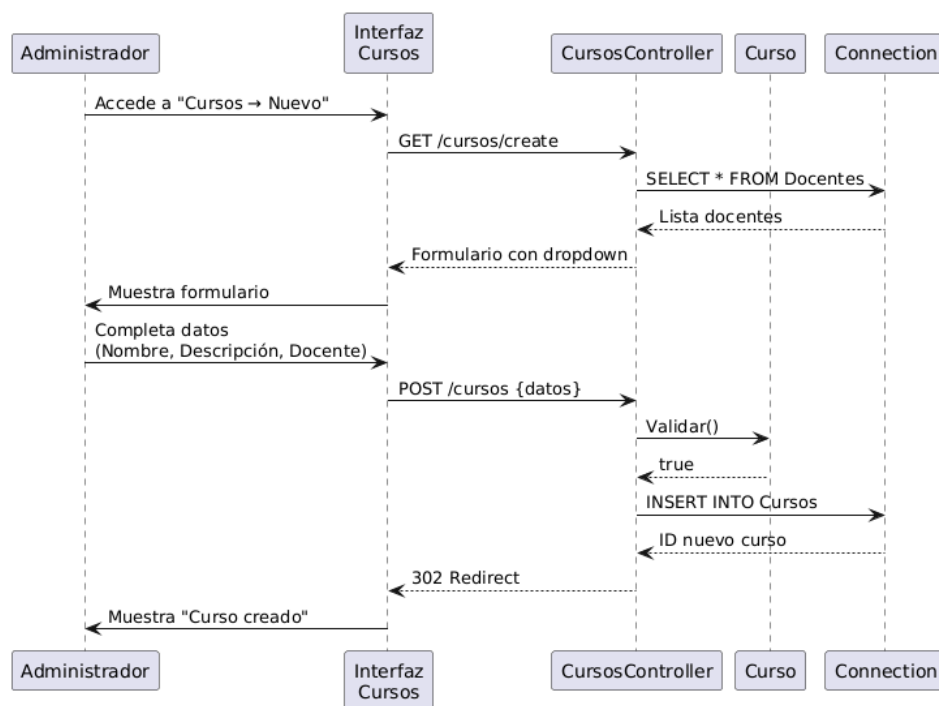 Administrador
Interfaz
Cursos
CursosController
Curso
Connection
Accede a "Cursos → Nuevo"
GET /cursos/create
SELECT * FROM Docentes
Lista docentes
Formulario con dropdown
Muestra formulario
Completa datos
(Nombre, Descripción, Docente)
POST /cursos {datos}
Validar()
true
INSERT INTO Cursos
ID nuevo curso
302 Redirect
Muestra "Curso creado"
Administrador
Interfaz
Cursos
CursosController
Curso
Connection